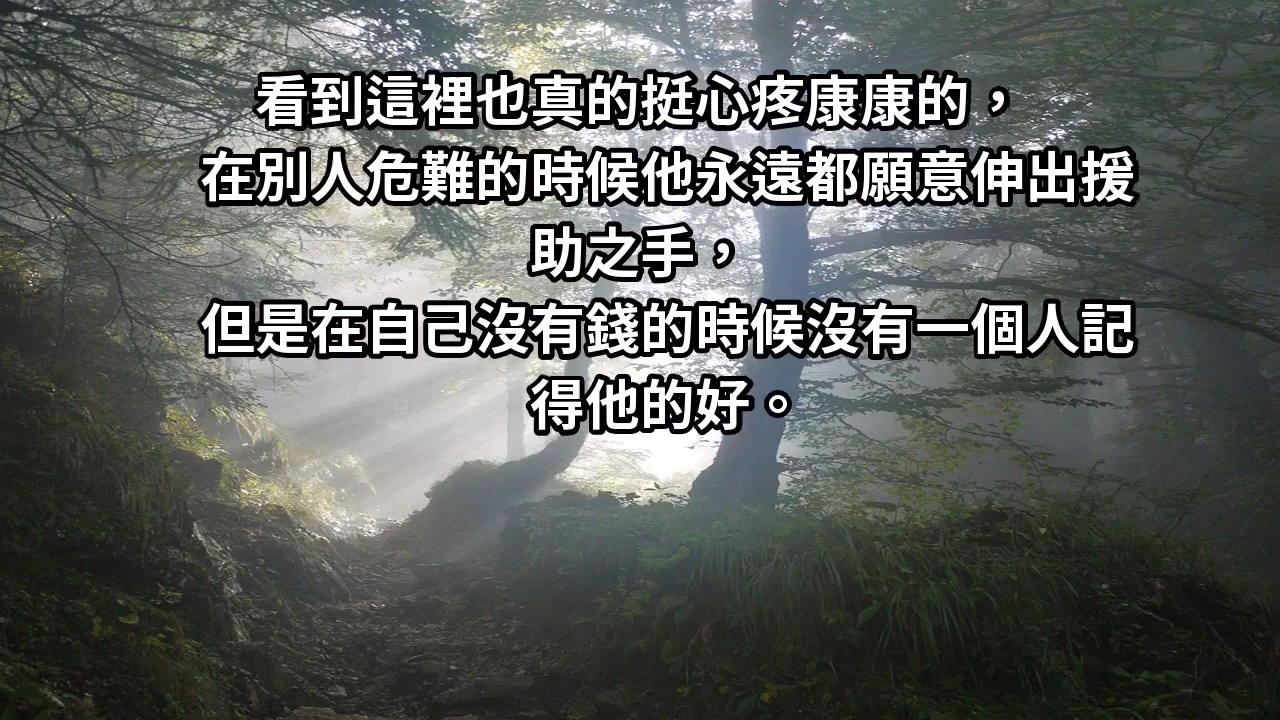 看到這裡也真的挺心疼康康的，
在別人危難的時候他永遠都願意伸出援
助之手，
但是在自己沒有錢的時候沒有一個人記
得他的好。